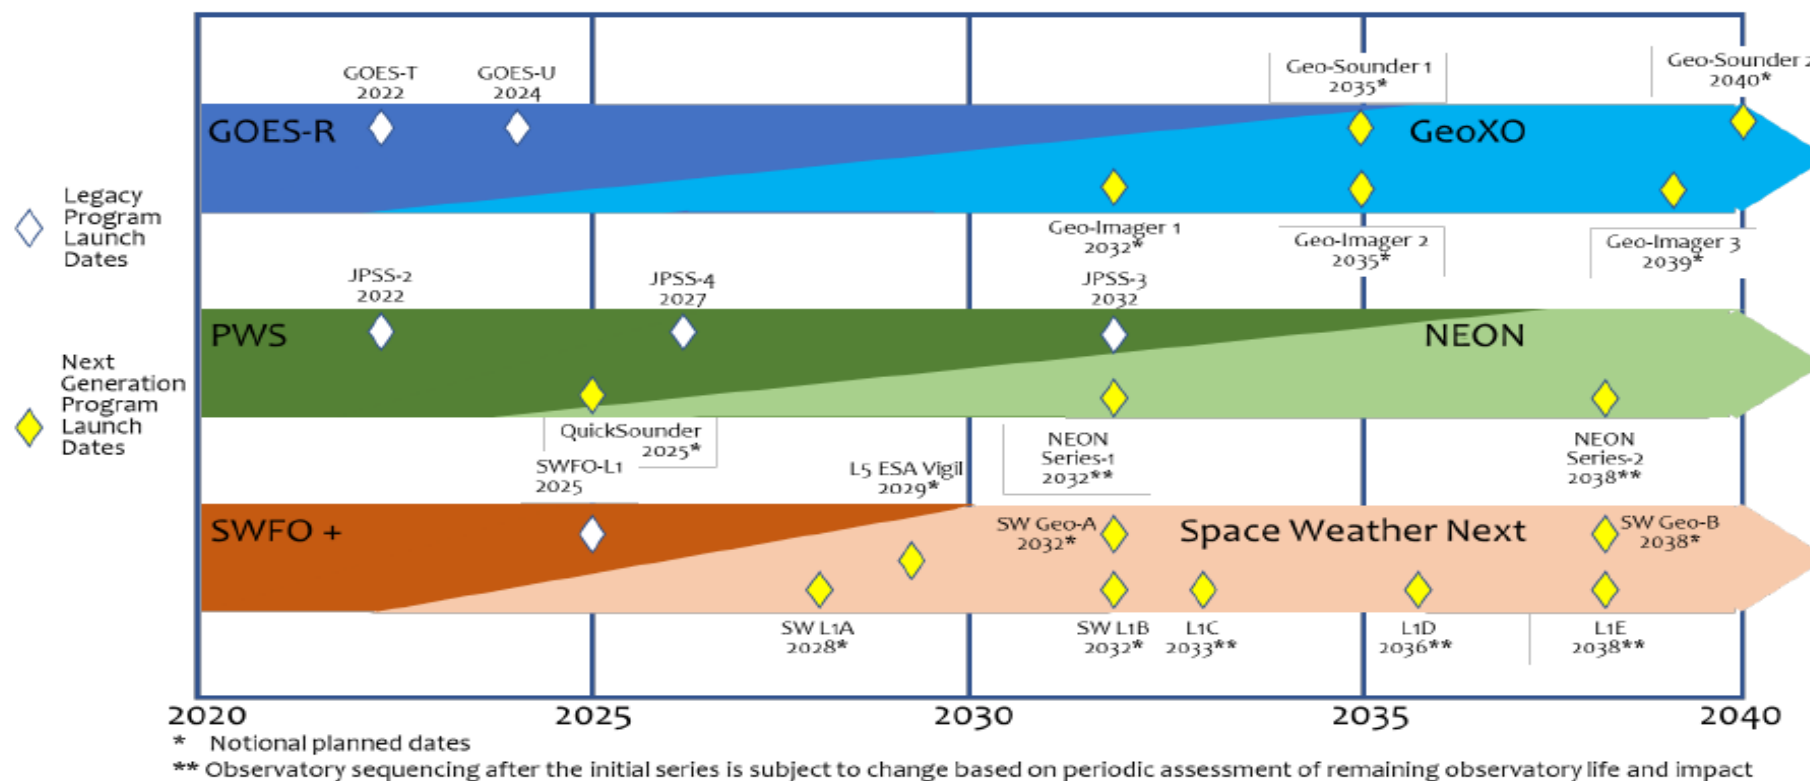 GOES-T
2022
GOES-U
2024
Geo-Sounder 1
2035*
Geo-Sounder 2
2040*
GOES-R
GeoXO
Legacy
Program
Launch
Dates
Geo-Imager 1
2032*
Geo-Imager 2
2035*
Geo-Imager 3
2039*
JPSS-2
2022
JPSS-4
2027
JPSS-3
2032
PWS
NEON
Next
Generation
Program
Launch
Dates
QuickSounder
2025*
NEON
Series-1
2032**
NEON
Series-2
2038**
SWFO-L1
2025
L5 ESA Vigil
2029*
SWFO +
SW Geo-A
2032*
Space Weather Next
SW Geo-B
2038*
SW L1A
2028*
SW L1B
2032*
L1C
2033**
L1D
2036**
L1E
2038**
2020
2025
2030
2035
2040
* Notional planned dates
** Observatory sequencing after the initial series is subject to change based on periodic assessment of remaining observatory life and impact